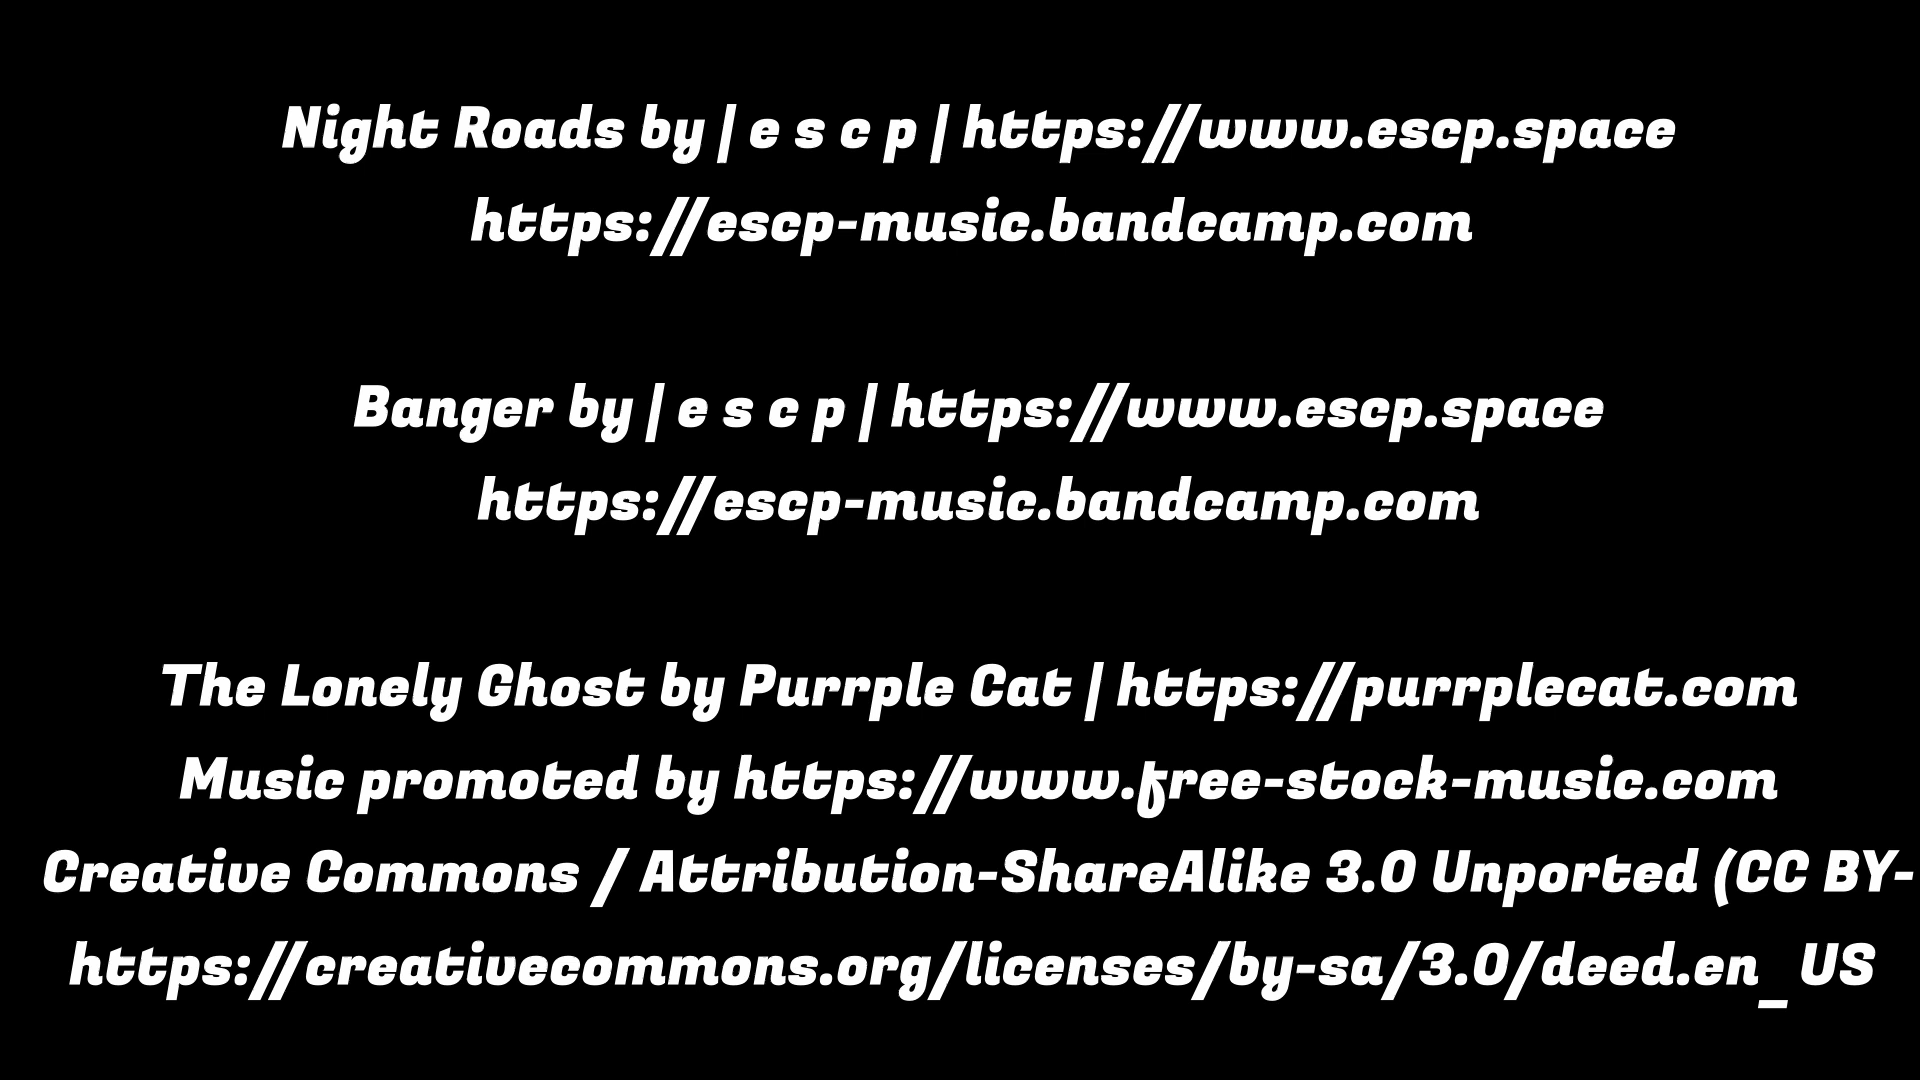 Night Roads by | e s c p | https://www.escp.space
https://escp-music.bandcamp.com
Banger by | e s c p | https://www.escp.space
https://escp-music.bandcamp.com
The Lonely Ghost by Purrple Cat | https://purrplecat.com
Music promoted by https://www.free-stock-music.com
Creative Commons / Attribution-ShareAlike 3.0 Unported (CC BY-
https://creativecommons.org/licenses/by-sa/3.0/deed.en_US